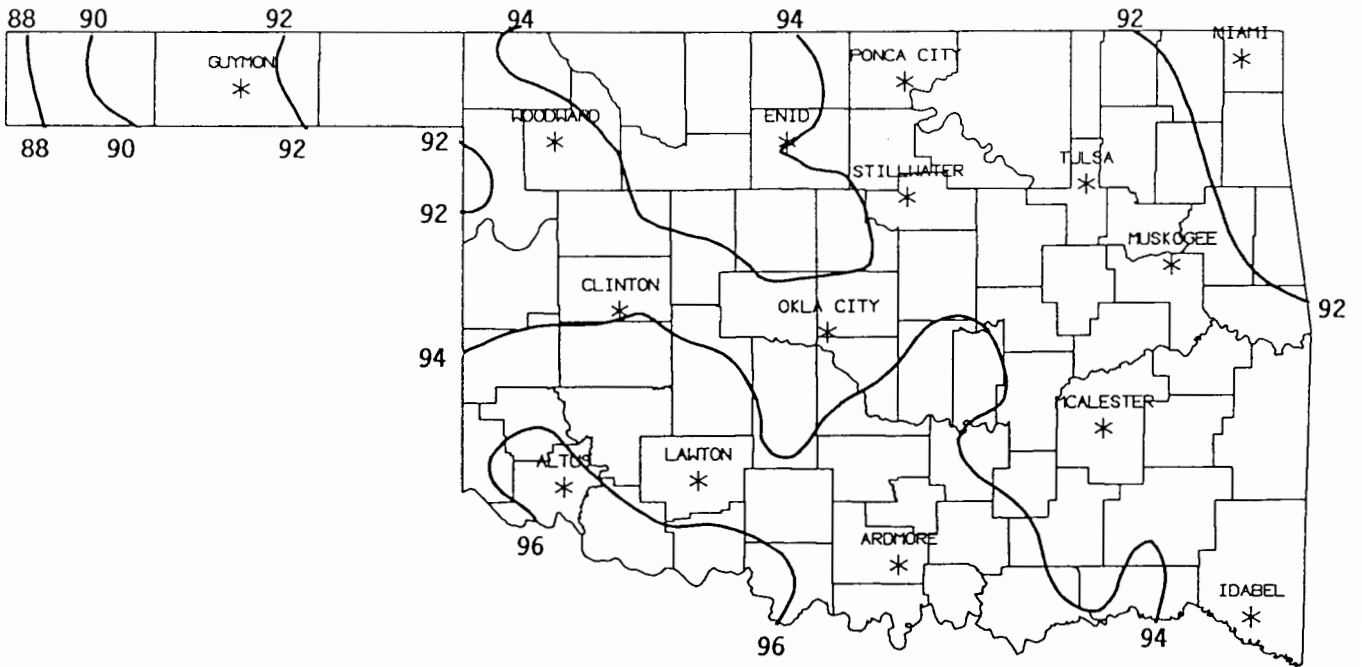 88 90 92 94 94 92
MIAMI
PONCA CITY
GUYMON
WOODWARD ENID
92
88 90 92
TULSA
STILLWATER
92
MUSKOGEE
CLINTON
OKLA CITY
92
94
MCALESTER
ALTUS LAWTON
96
ARDMORE
IDABEL
96 94